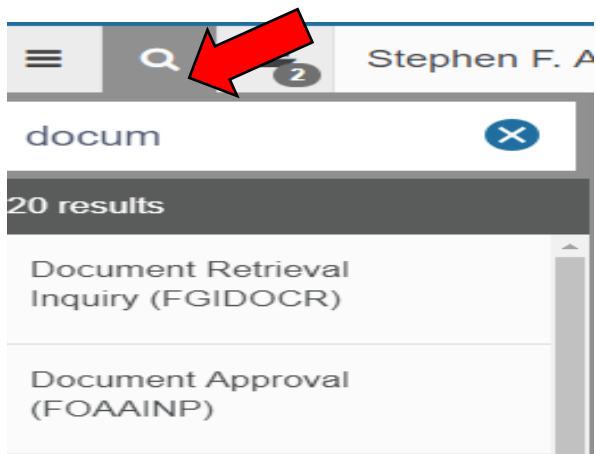 2
Stephen F. A
docum
20 results
Document Retrieval
Inquiry (FGIDOCR)
Document Approval
(FOAAINP)